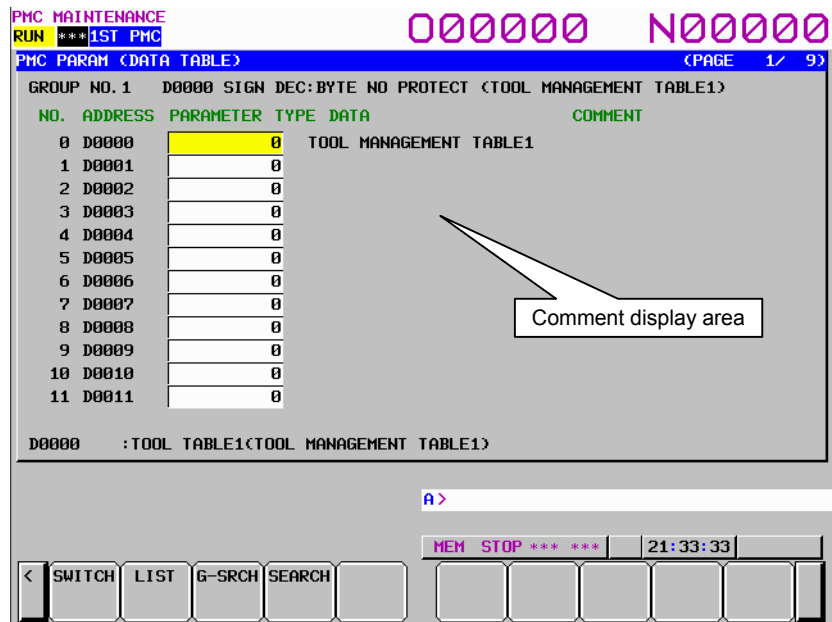 PMC MAINTENANCE O00000 N00000
RUN *** 1ST PMC
PMC PARAM (DATA TABLE) (PAGE 1/ 9)
GROUP NO.1 D0000 SIGN DEC:BYTE NO PROTECT (TOOL MANAGEMENT TABLE1)
NO. ADDRESS PARAMETER TYPE DATA COMMENT
0 D0000 0 TOOL MANAGEMENT TABLE1
1 D0001 0
2 D0002 0
3 D0003 0
4 D0004 0
5 D0005 0
6 D0006 0
7 D0007 0
8 D0008 0
9 D0009 0
10 D0010 0
11 D0011 0
Comment display area
D0000 :TOOL TABLE1(TOOL MANAGEMENT TABLE1)
A>
MEM STOP *** *** 21:33:33
< SWITCH LIST G-SRCH SEARCH